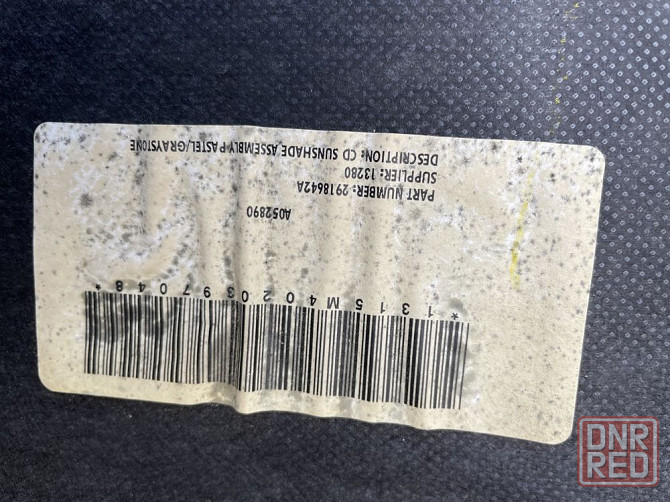 *1315M4020397048*
A052890
PART NUMBER: 2918642A
SUPPLIER: 13280
DESCRIPTION: CD SUNSHADE ASSEMBLY-PASTEL/GRAYSTONE
DNR
RED